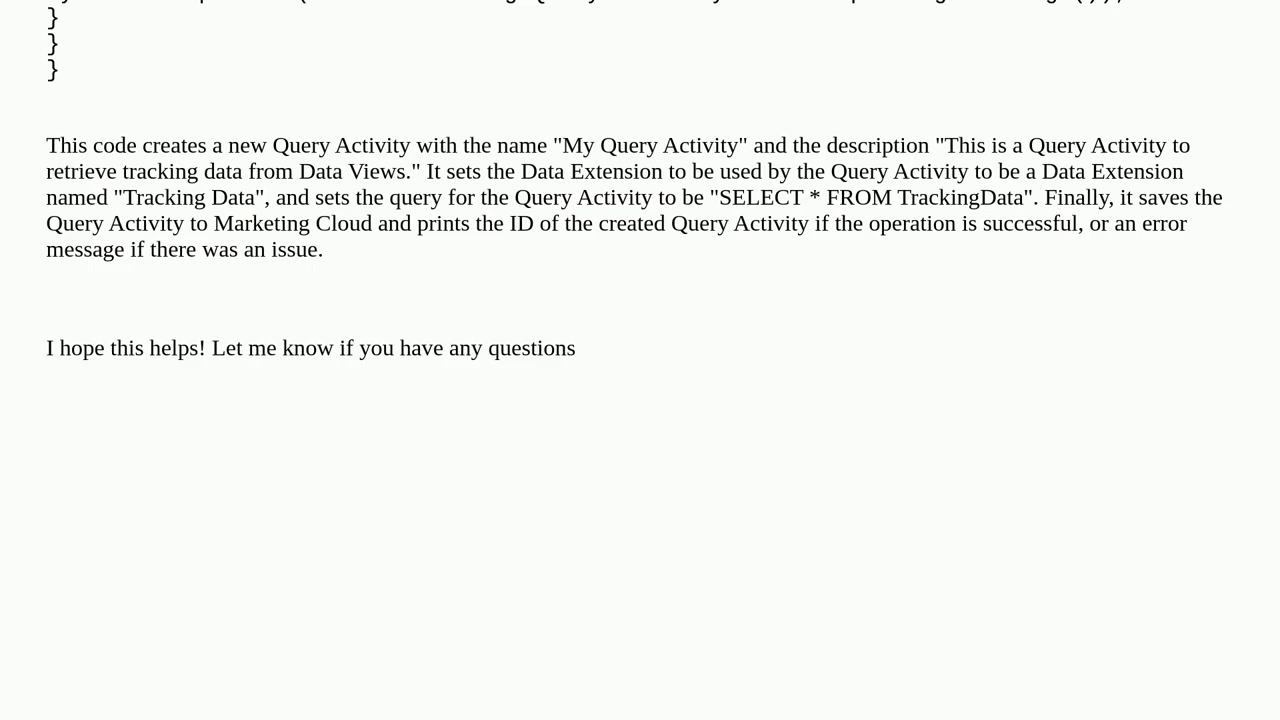 }
}
}
This code creates a new Query Activity with the name "My Query Activity" and the description "This is a Query Activity to
retrieve tracking data from Data Views." It sets the Data Extension to be used by the Query Activity to be a Data Extension
named "Tracking Data", and sets the query for the Query Activity to be "SELECT * FROM TrackingData". Finally, it saves the
Query Activity to Marketing Cloud and prints the ID of the created Query Activity if the operation is successful, or an error
message if there was an issue.
I hope this helps! Let me know if you have any questions